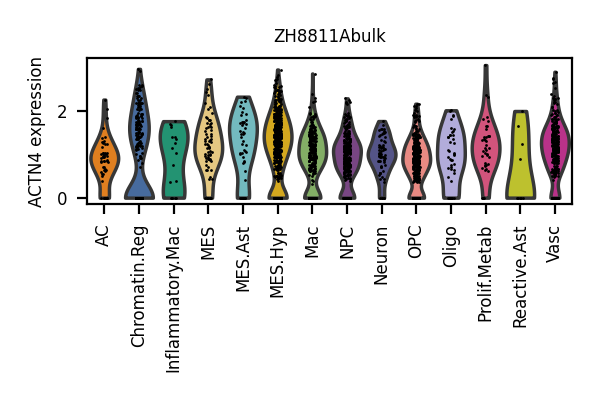 ZH8811Abulk
ACTN4 expression
2
0
AC
Chromatin.Reg
Inflammatory.Mac
MES
MES.Ast
MES.Hyp
Mac
NPC
Neuron
OPC
Oligo
Prolif.Metab
Reactive.Ast
Vasc